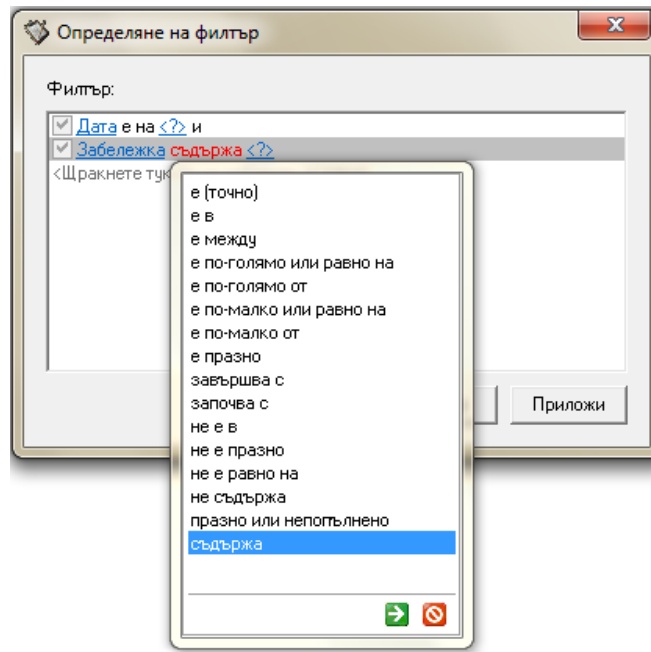 Определяне на филтър
Филтър:
Дата е на <?> и
Забележка съдържа <?>
<Щракнете тук
е (точно)
е в
е между
е по-голямо или равно на
е по-голямо от
е по-малко или равно на
е по-малко от
е празно
завършва с
започва с
не е в
не е празно
не е равно на
не съдържа
празно или непопълнено
съдържа
Приложи